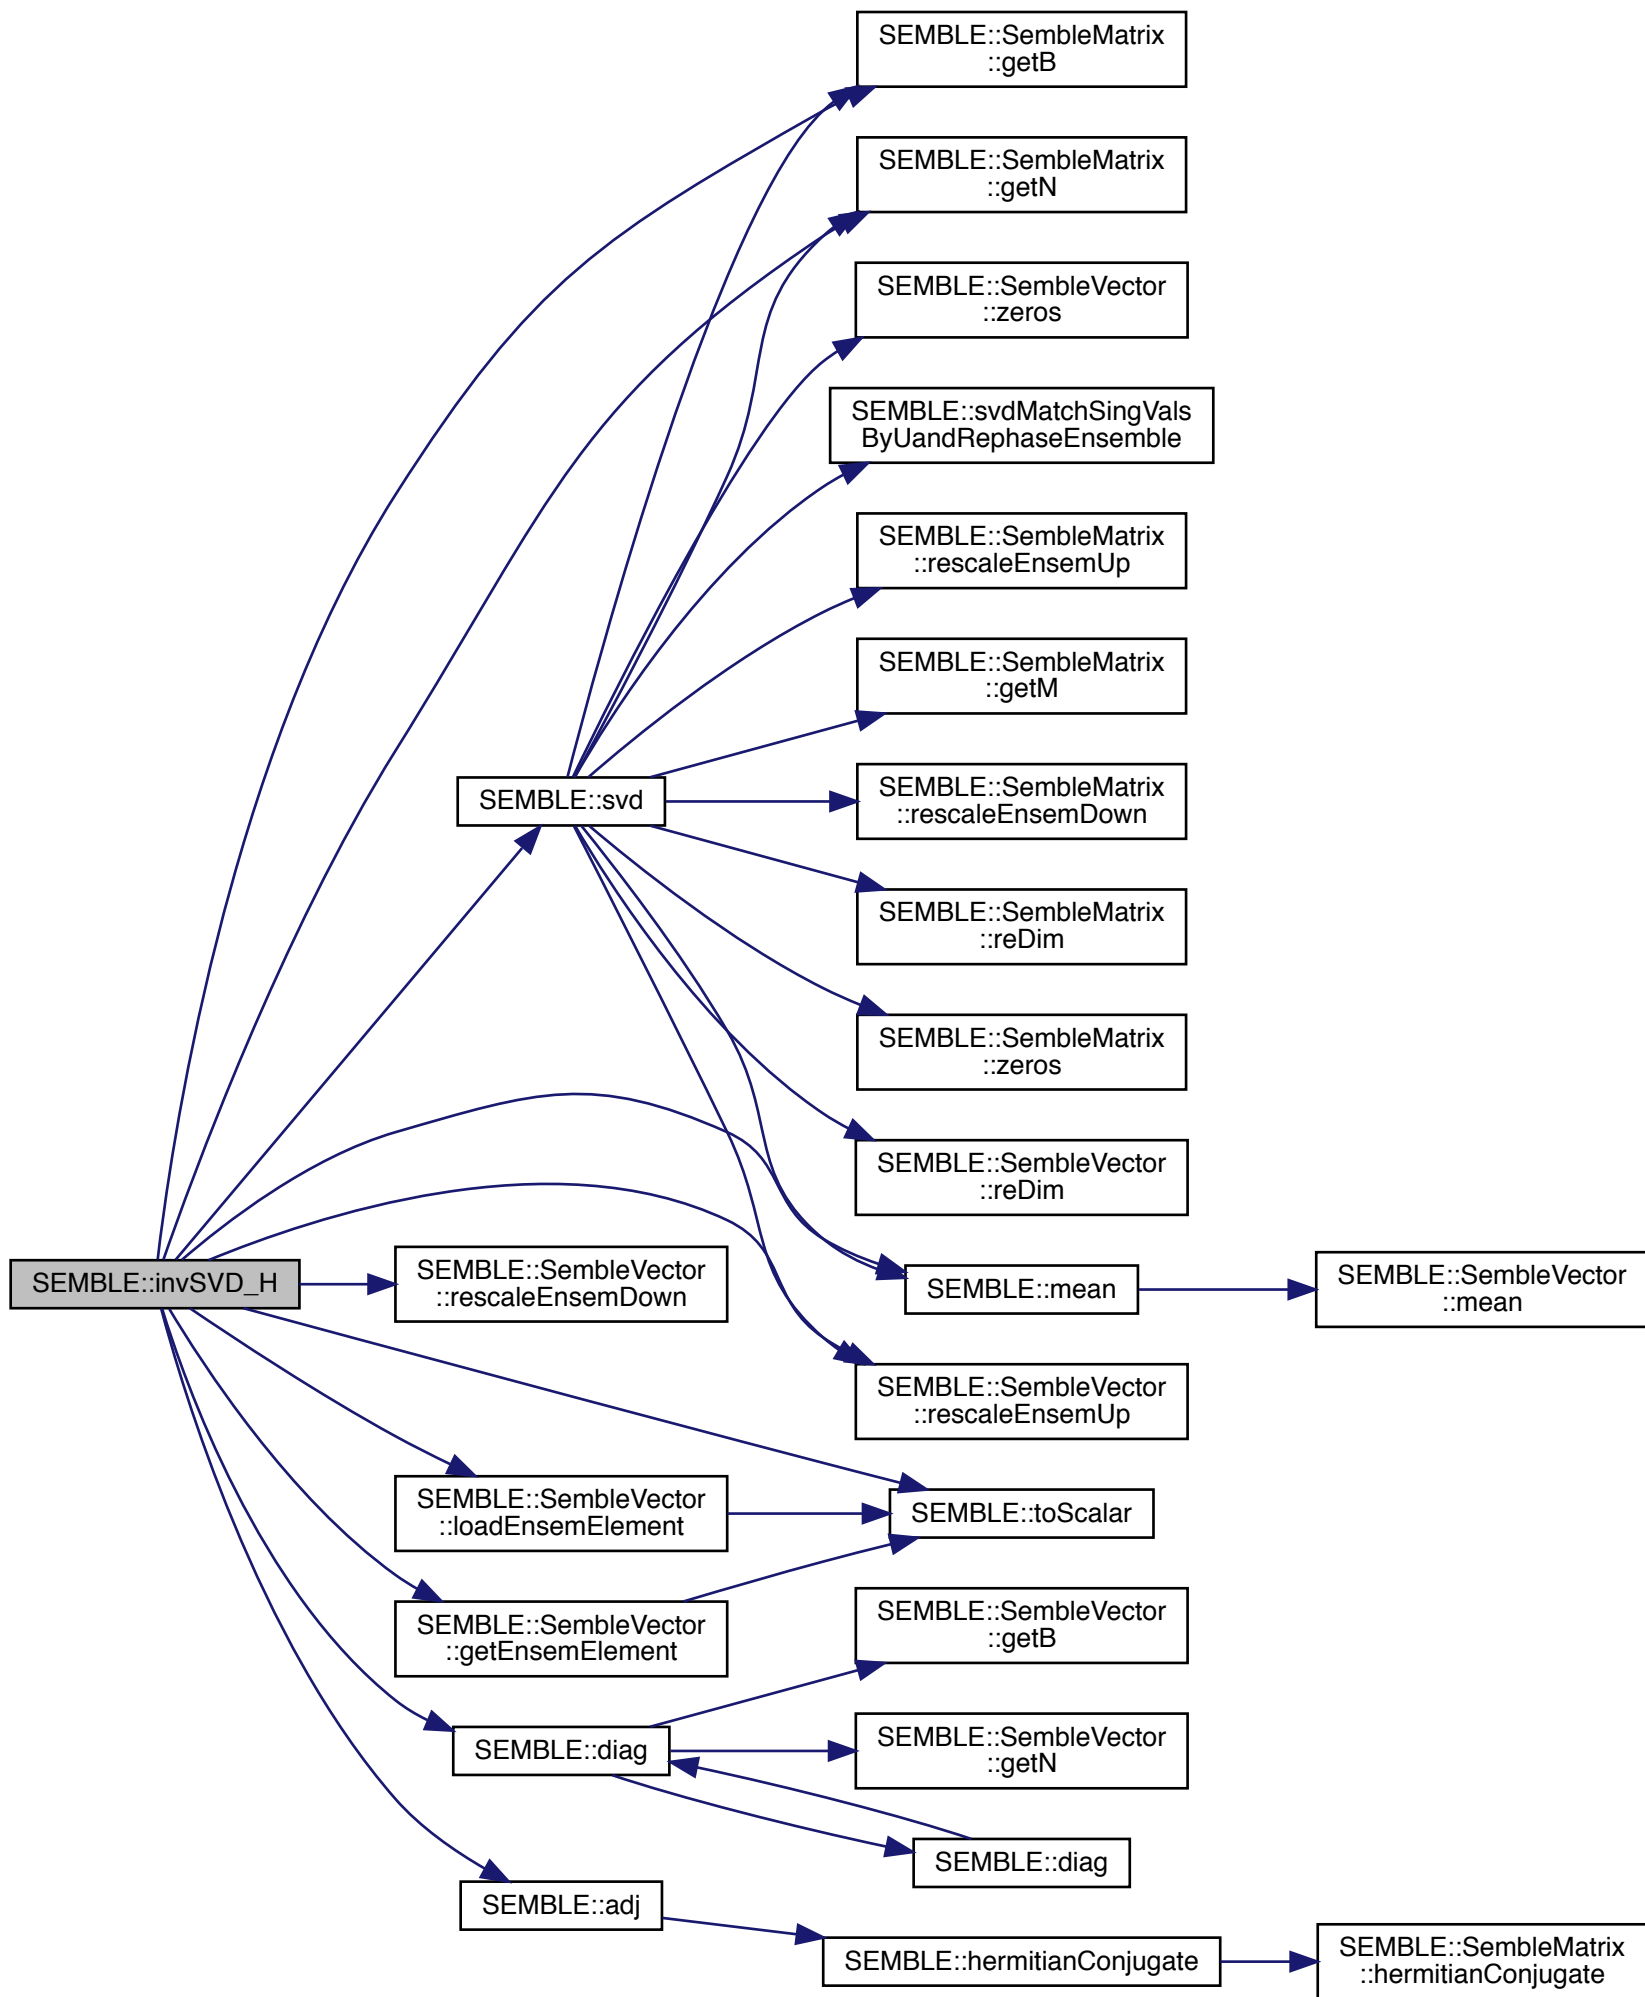 SEMBLE::SembleMatrix
::getB
SEMBLE::SembleMatrix
::getN
SEMBLE::SembleVector
::zeros
SEMBLE::svdMatchSingVals
ByUandRephaseEnsemble
SEMBLE::SembleMatrix
::rescaleEnsemUp
SEMBLE::SembleMatrix
::getM
SEMBLE::svd
SEMBLE::SembleMatrix
::rescaleEnsemDown
SEMBLE::SembleMatrix
::reDim
SEMBLE::SembleMatrix
::zeros
SEMBLE::SembleVector
::reDim
SEMBLE::invSVD_H
SEMBLE::SembleVector
::rescaleEnsemDown
SEMBLE::mean
SEMBLE::SembleVector
::mean
SEMBLE::SembleVector
::rescaleEnsemUp
SEMBLE::SembleVector
::loadEnsemElement
SEMBLE::toScalar
SEMBLE::SembleVector
::getEnsemElement
SEMBLE::SembleVector
::getB
SEMBLE::diag
SEMBLE::SembleVector
::getN
SEMBLE::diag
SEMBLE::adj
SEMBLE::hermitianConjugate
SEMBLE::SembleMatrix
::hermitianConjugate